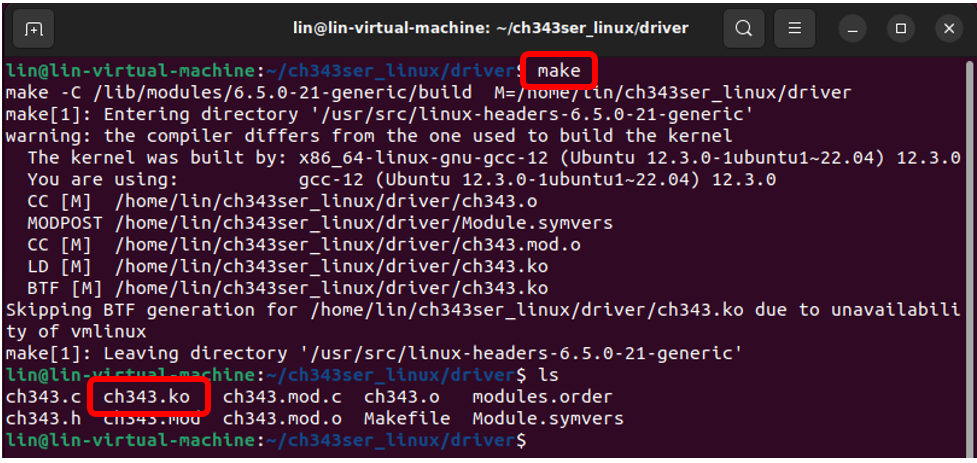 lin@lin-virtual-machine: ~/ch343ser_linux/driver
lin@lin-virtual-machine:~/ch343ser_linux/driver$ make
make -C /lib/modules/6.5.0-21-generic/build  M=/home/lin/ch343ser_linux/driver
make[1]: Entering directory '/usr/src/linux-headers-6.5.0-21-generic'
warning: the compiler differs from the one used to build the kernel
  The kernel was built by: x86_64-linux-gnu-gcc-12 (Ubuntu 12.3.0-1ubuntu1~22.04) 12.3.0
  You are using:           gcc-12 (Ubuntu 12.3.0-1ubuntu1~22.04) 12.3.0
  CC [M]  /home/lin/ch343ser_linux/driver/ch343.o
  MODPOST /home/lin/ch343ser_linux/driver/Module.symvers
  CC [M]  /home/lin/ch343ser_linux/driver/ch343.mod.o
  LD [M]  /home/lin/ch343ser_linux/driver/ch343.ko
  BTF [M] /home/lin/ch343ser_linux/driver/ch343.ko
Skipping BTF generation for /home/lin/ch343ser_linux/driver/ch343.ko due to unavailabili
ty of vmlinux
make[1]: Leaving directory '/usr/src/linux-headers-6.5.0-21-generic'
lin@lin-virtual-machine:~/ch343ser_linux/driver$ ls
ch343.c  ch343.ko   ch343.mod.c  ch343.o   modules.order
ch343.h  ch343.mod  ch343.mod.o  Makefile  Module.symvers
lin@lin-virtual-machine:~/ch343ser_linux/driver$